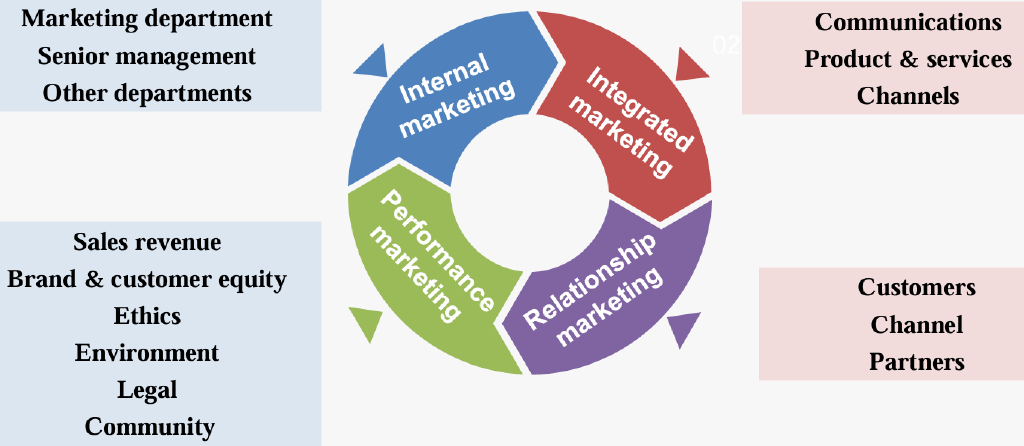 Marketing department
Senior management
Other departments
Internal
marketing
Integrated
marketing
02
Communications
Product & services
Channels
Performance
marketing
Relationship
marketing
Sales revenue
Brand & customer equity
Ethics
Environment
Legal
Community
Customers
Channel
Partners